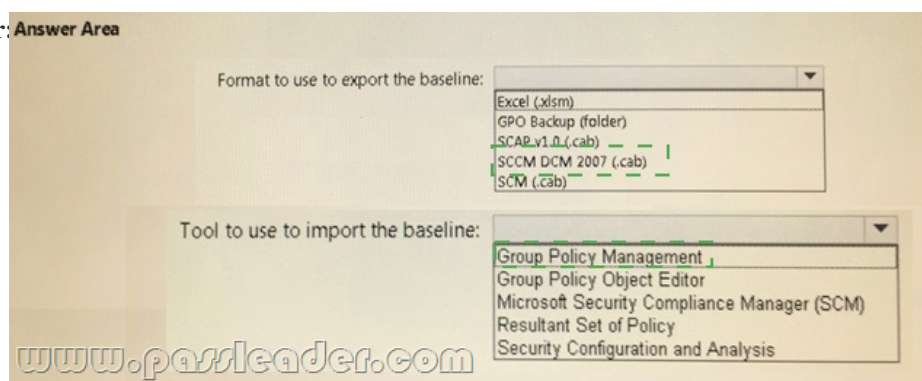 r: Answer Area
Format to use to export the baseline:
Excel (.xlsm)
GPO Backup (folder)
SCAP v1.0 (.cab)
SCCM DCM 2007 (.cab)
SCM (.cab)
Tool to use to import the baseline:
Group Policy Management
Group Policy Object Editor
Microsoft Security Compliance Manager (SCM)
Resultant Set of Policy
Security Configuration and Analysis
www.passleader.com